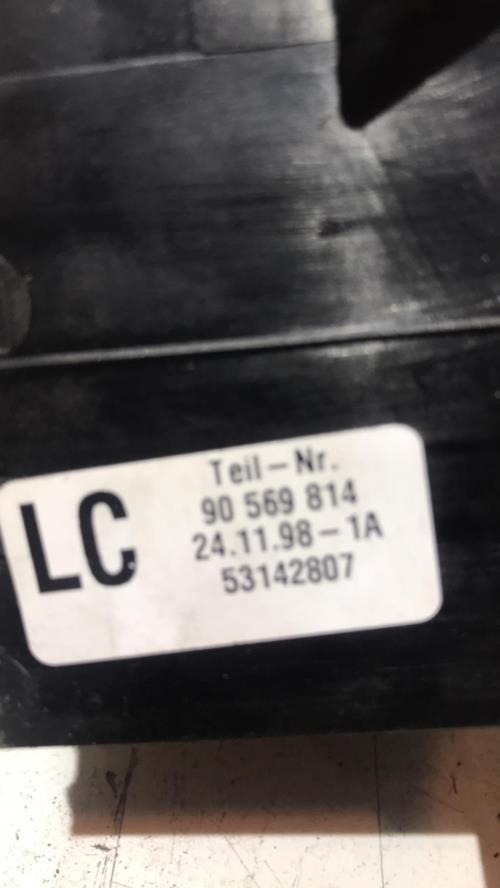 LC
Teil-Nr.
90 569 814
24.11.98-1A
53142807